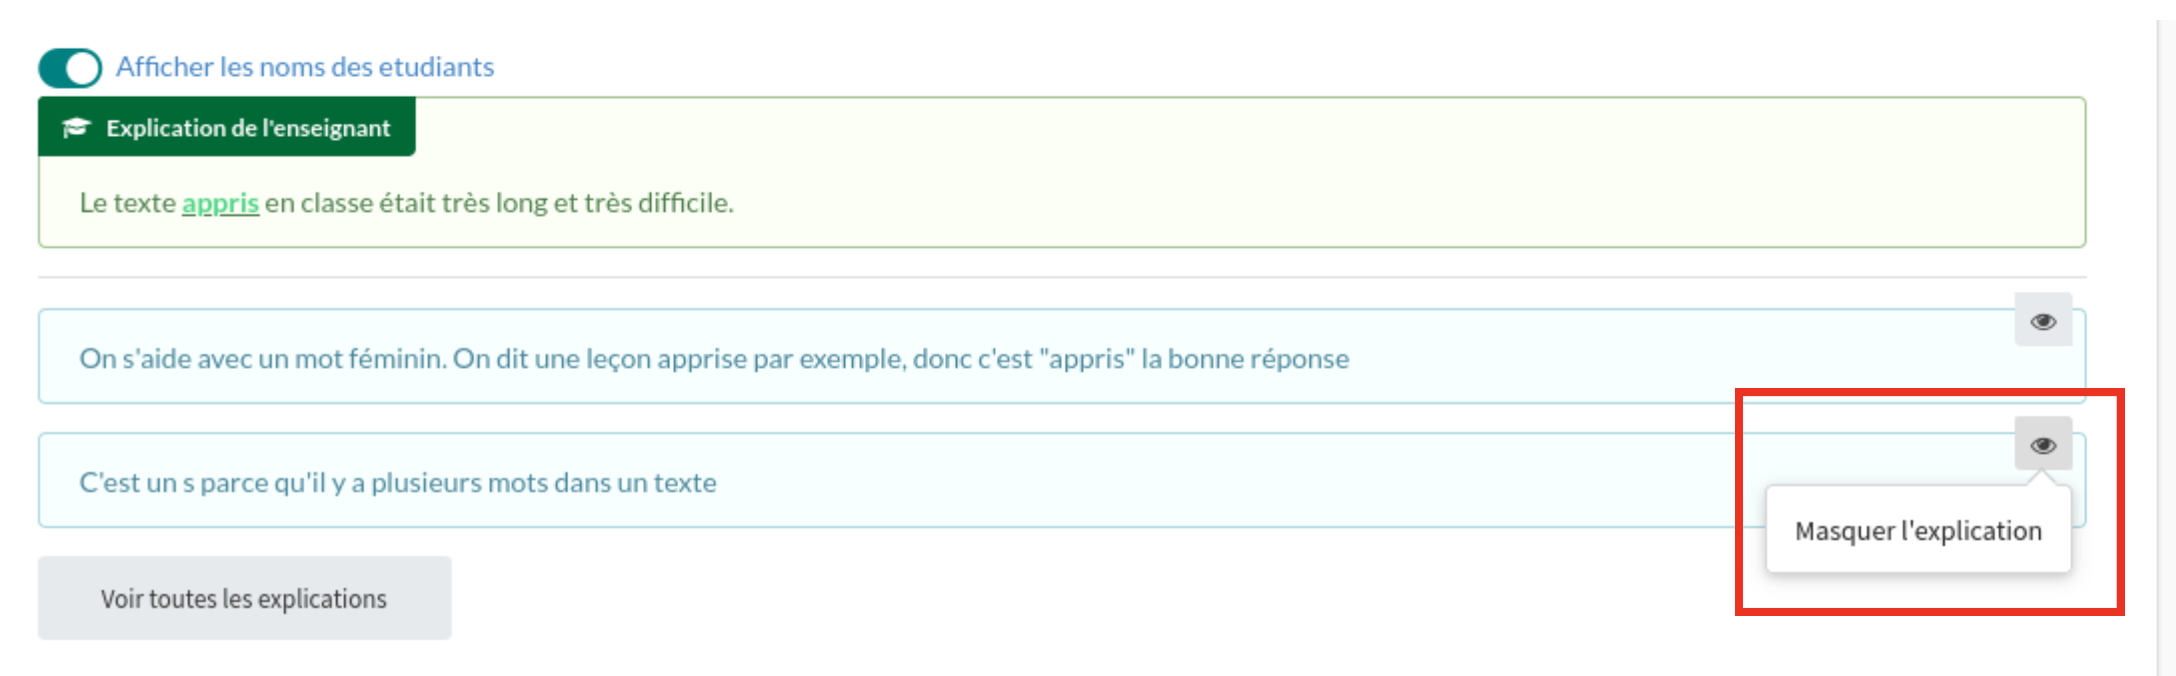 Afficher les noms des etudiants
Explication de l'enseignant
Le texte appris en classe était très long et très difficile.
On s'aide avec un mot féminin. On dit une leçon apprise par exemple, donc c'est "appris" la bonne réponse
C'est un s parce qu'il y a plusieurs mots dans un texte
Masquer l'explication
Voir toutes les explications